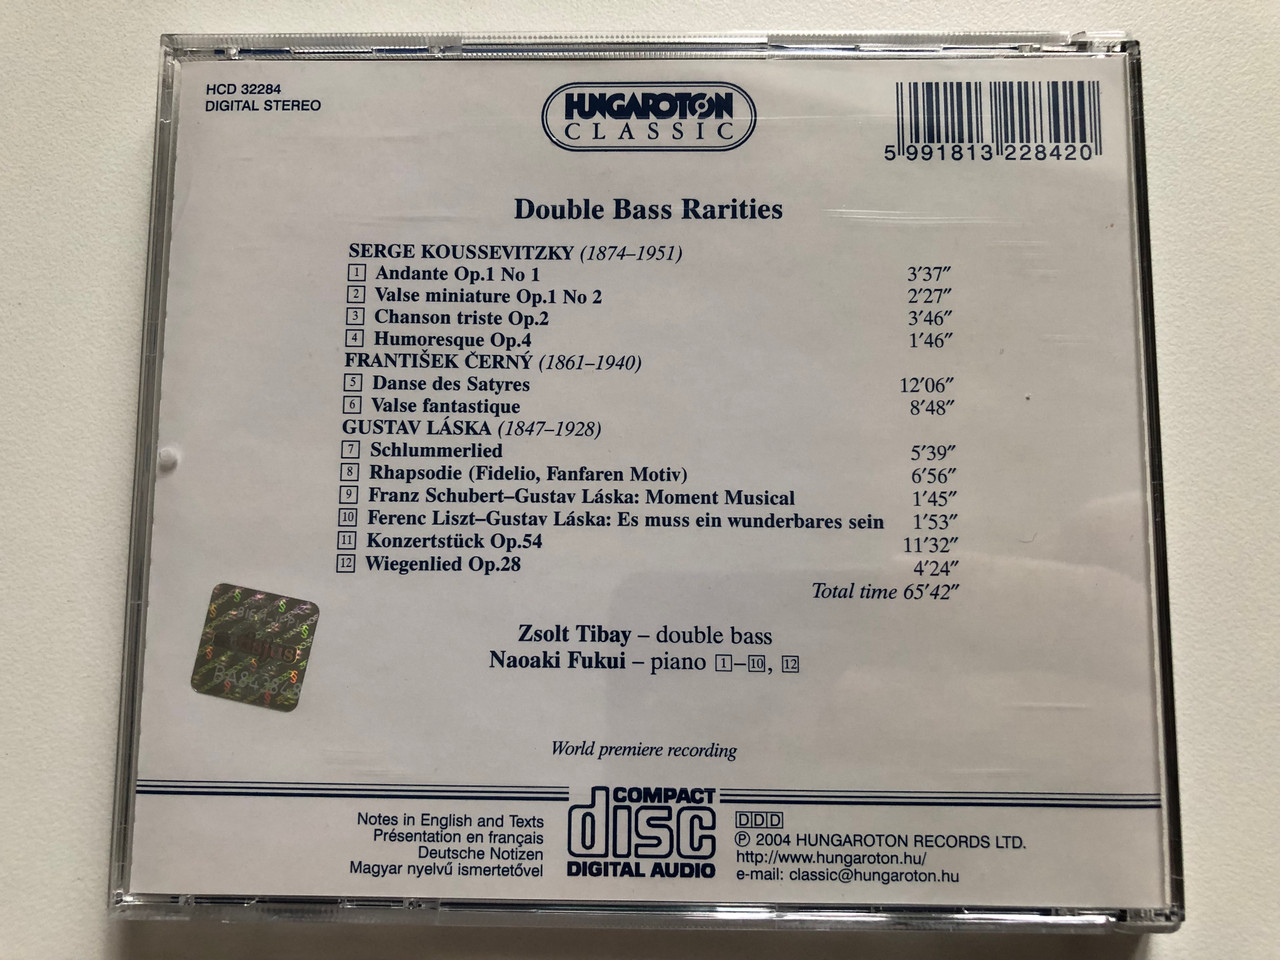 HCD 32284
DIGITAL STEREO
HUNGAROTON
CLASSIC
5 991813 228420
Double Bass Rarities
SERGE KOUSSEVITZKY (1874–1951)
1 Andante Op.1 No 1 3’37”
2 Valse miniature Op.1 No 2 2’27”
3 Chanson triste Op.2 3’46”
4 Humoresque Op.4 1’46”
FRANTIŠEK ČERNÝ (1861–1940)
5 Danse des Satyres 12’06”
6 Valse fantastique 8’48”
GUSTAV LÁSKA (1847–1928)
7 Schlummerlied 5’39”
8 Rhapsodie (Fidelio, Fanfaren Motiv) 6’56”
9 Franz Schubert–Gustav Láska: Moment Musical 1’45”
10 Ferenc Liszt–Gustav Láska: Es muss ein wunderbares sein 1’53”
11 Konzertstück Op.54 11’32”
12 Wiegenlied Op.28 4’24”
Total time 65’42”
Zsolt Tibay – double bass
Naoaki Fukui – piano 1–10, 12
World premiere recording
Notes in English and Texts
Présentation en français
Deutsche Notizen
Magyar nyelvű ismertetővel
COMPACT
disc
DIGITAL AUDIO
DDD
℗ 2004 HUNGAROTON RECORDS LTD.
http://www.hungaroton.hu/
e-mail: classic@hungaroton.hu